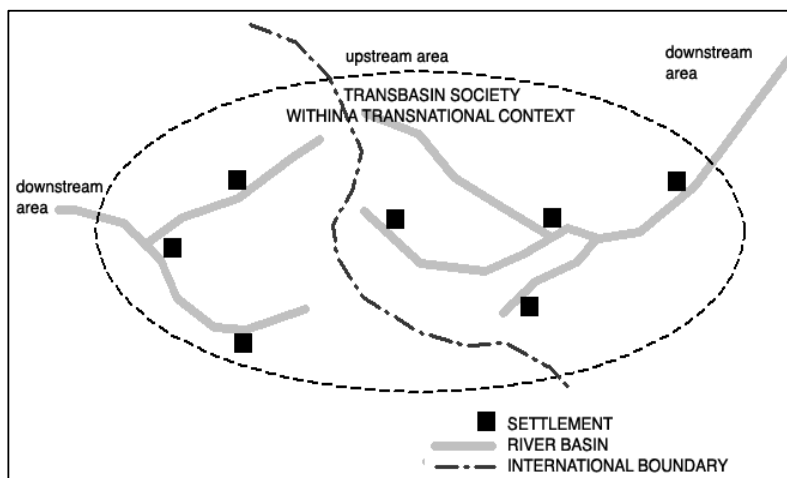 upstream area
downstream
area
TRANSBASIN SOCIETY
WITHIN A TRANSNATIONAL CONTEXT
downstream
area
SETTLEMENT
RIVER BASIN
INTERNATIONAL BOUNDARY